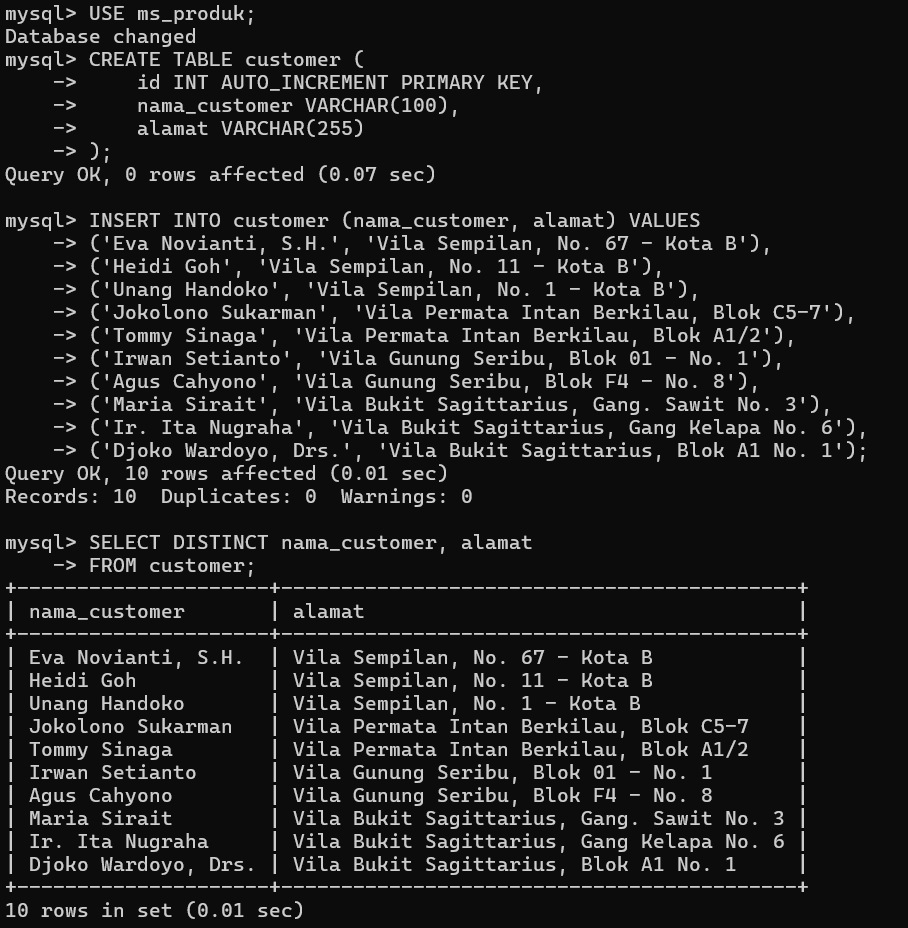 mysql> USE ms_produk;
Database changed
mysql> CREATE TABLE customer (
    ->     id INT AUTO_INCREMENT PRIMARY KEY,
    ->     nama_customer VARCHAR(100),
    ->     alamat VARCHAR(255)
    -> );
Query OK, 0 rows affected (0.07 sec)

mysql> INSERT INTO customer (nama_customer, alamat) VALUES
    -> ('Eva Novianti, S.H.', 'Vila Sempilan, No. 67 - Kota B'),
    -> ('Heidi Goh', 'Vila Sempilan, No. 11 - Kota B'),
    -> ('Unang Handoko', 'Vila Sempilan, No. 1 - Kota B'),
    -> ('Jokolono Sukarman', 'Vila Permata Intan Berkilau, Blok C5-7'),
    -> ('Tommy Sinaga', 'Vila Permata Intan Berkilau, Blok A1/2'),
    -> ('Irwan Setianto', 'Vila Gunung Seribu, Blok 01 - No. 1'),
    -> ('Agus Cahyono', 'Vila Gunung Seribu, Blok F4 - No. 8'),
    -> ('Maria Sirait', 'Vila Bukit Sagittarius, Gang. Sawit No. 3'),
    -> ('Ir. Ita Nugraha', 'Vila Bukit Sagittarius, Gang Kelapa No. 6'),
    -> ('Djoko Wardoyo, Drs.', 'Vila Bukit Sagittarius, Blok A1 No. 1');
Query OK, 10 rows affected (0.01 sec)
Records: 10  Duplicates: 0  Warnings: 0

mysql> SELECT DISTINCT nama_customer, alamat
    -> FROM customer;
+---------------------+-------------------------------------------+
| nama_customer       | alamat                                    |
+---------------------+-------------------------------------------+
| Eva Novianti, S.H.  | Vila Sempilan, No. 67 - Kota B            |
| Heidi Goh           | Vila Sempilan, No. 11 - Kota B            |
| Unang Handoko       | Vila Sempilan, No. 1 - Kota B             |
| Jokolono Sukarman   | Vila Permata Intan Berkilau, Blok C5-7    |
| Tommy Sinaga        | Vila Permata Intan Berkilau, Blok A1/2    |
| Irwan Setianto      | Vila Gunung Seribu, Blok 01 - No. 1       |
| Agus Cahyono        | Vila Gunung Seribu, Blok F4 - No. 8       |
| Maria Sirait        | Vila Bukit Sagittarius, Gang. Sawit No. 3 |
| Ir. Ita Nugraha     | Vila Bukit Sagittarius, Gang Kelapa No. 6 |
| Djoko Wardoyo, Drs. | Vila Bukit Sagittarius, Blok A1 No. 1     |
+---------------------+-------------------------------------------+
10 rows in set (0.01 sec)